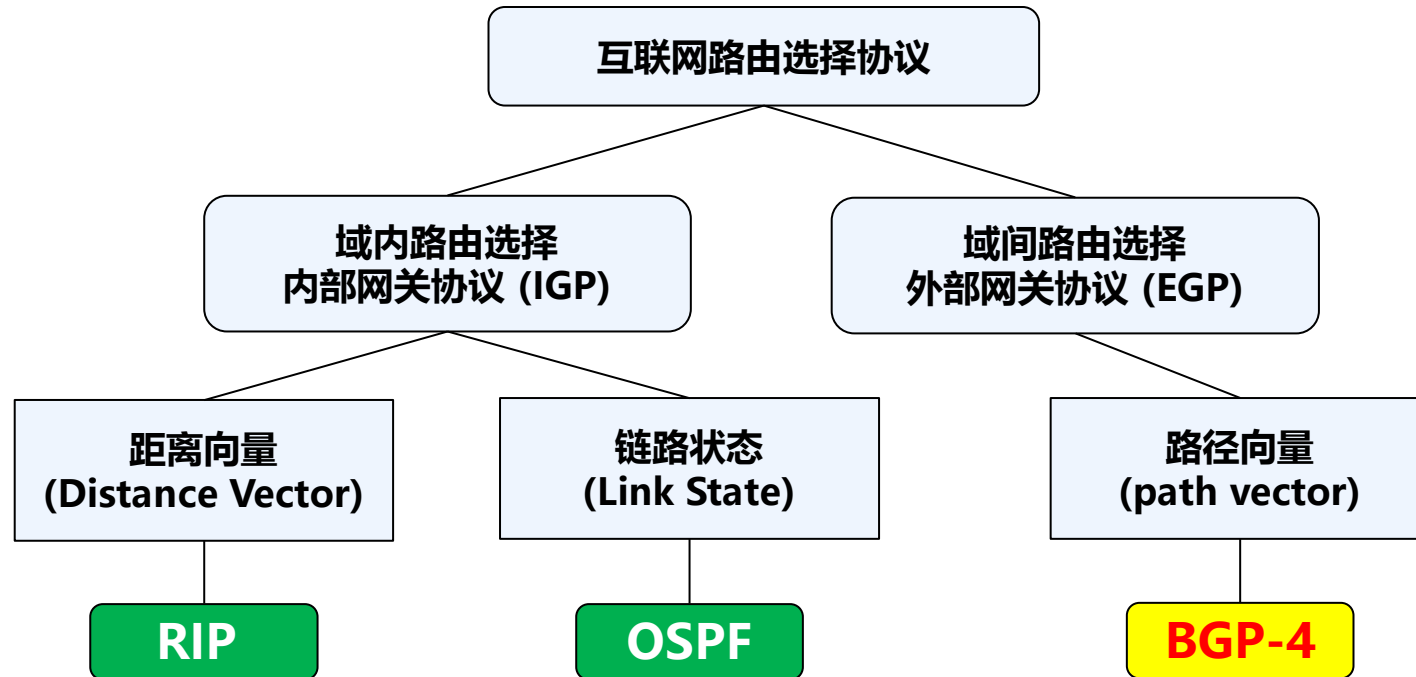 互联网路由选择协议
域内路由选择
内部网关协议 (IGP)
域间路由选择
外部网关协议 (EGP)
距离向量
(Distance Vector)
链路状态
(Link State)
路径向量
(path vector)
RIP
OSPF
BGP-4